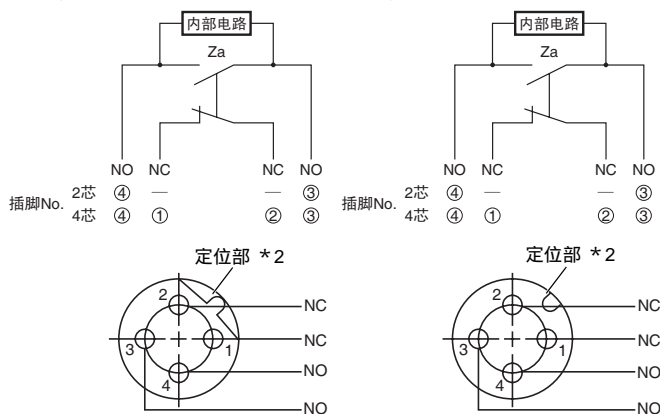 内部电路 内部电路
Za Za
NO NC NC NO NO NC NC NO
插脚No. 2芯 ④ — — ③ 插脚No. 2芯 ④ — — ③
4芯 ④ ① ② ③ 4芯 ④ ① ② ③
定位部 *2 定位部 *2
2 NC 2 NC
3 1 NC 3 1 NC
4 NO 4 NO
NO NO